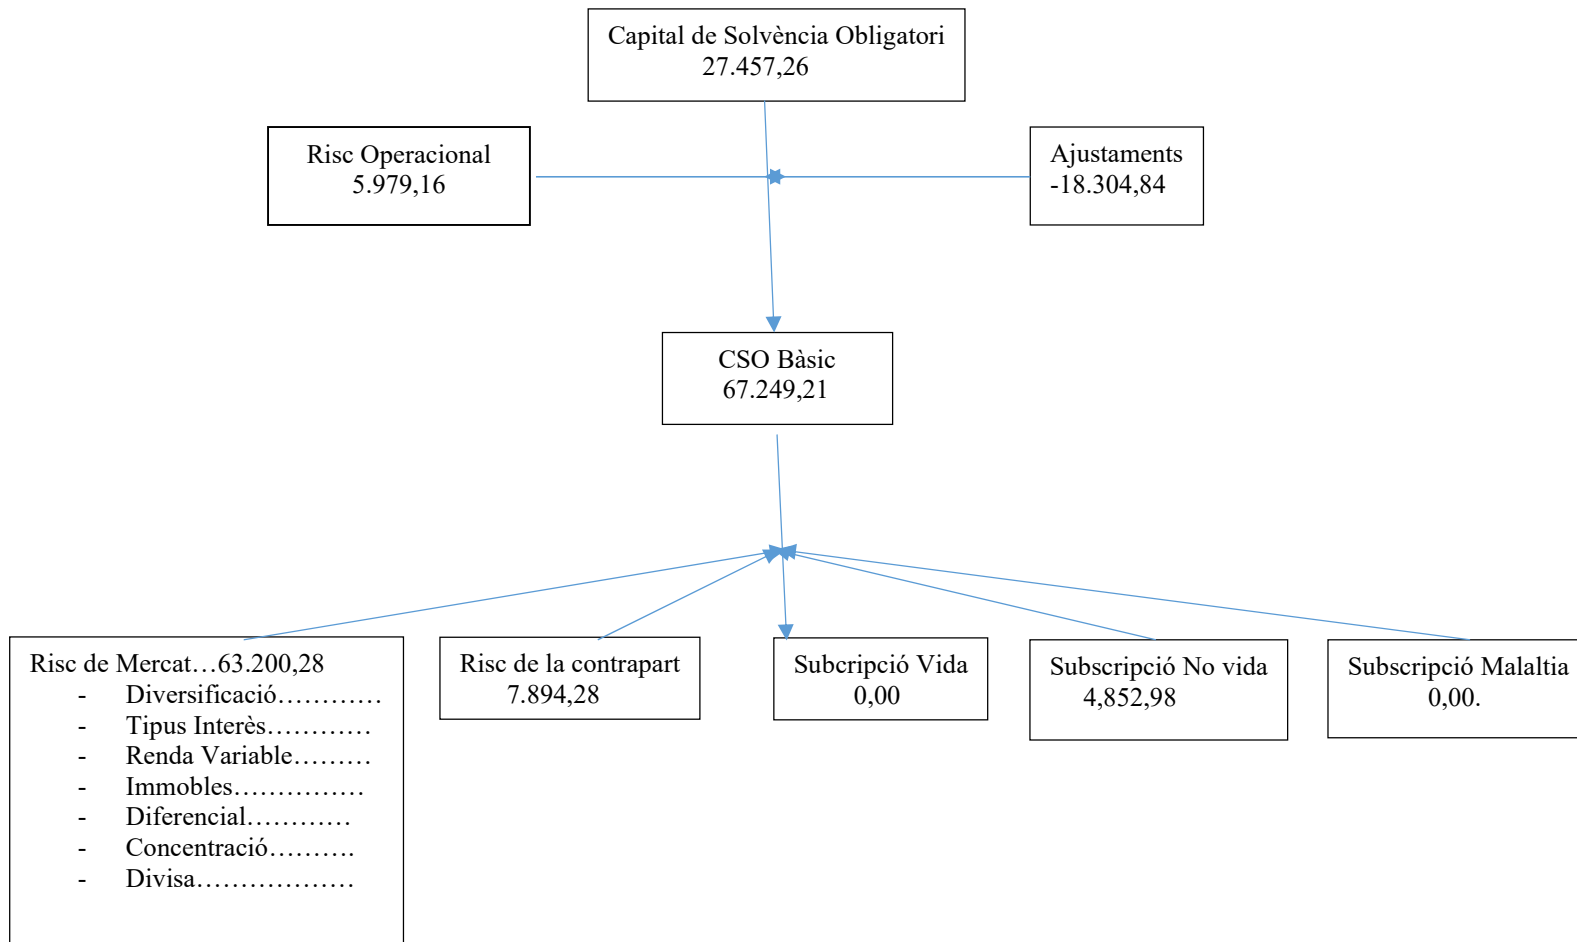 Capital de Solvència Obligatori
27.457,26
Risc Operacional
5.979,16
Ajustaments
-18.304,84
CSO Bàsic
67.249,21
Risc de Mercat…63.200,28
- Diversificació…………
- Tipus Interès…………
- Renda Variable………
- Immobles……………
- Diferencial…………
- Concentració……….
- Divisa………………
Risc de la contrapart
7.894,28
Subcripció Vida
0,00
Subscripció No vida
4,852,98
Subscripció Malaltia
0,00.